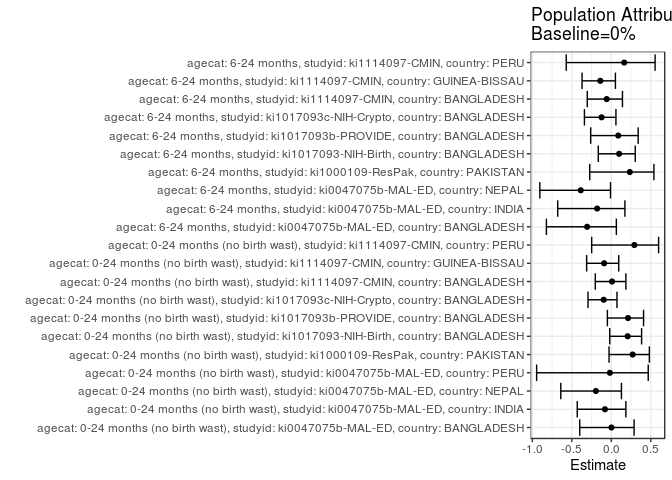 Population Attribu
Baseline=0%
agecat: 6-24 months, studyid: ki1114097-CMIN, country: PERU
agecat: 6-24 months, studyid: ki1114097-CMIN, country: GUINEA-BISSAU
agecat: 6-24 months, studyid: ki1114097-CMIN, country: BANGLADESH
agecat: 6-24 months, studyid: ki1017093c-NIH-Crypto, country: BANGLADESH
agecat: 6-24 months, studyid: ki1017093b-PROVIDE, country: BANGLADESH
agecat: 6-24 months, studyid: ki1017093-NIH-Birth, country: BANGLADESH
agecat: 6-24 months, studyid: ki1000109-ResPak, country: PAKISTAN
agecat: 6-24 months, studyid: ki0047075b-MAL-ED, country: NEPAL
agecat: 6-24 months, studyid: ki0047075b-MAL-ED, country: INDIA
agecat: 6-24 months, studyid: ki0047075b-MAL-ED, country: BANGLADESH
agecat: 0-24 months (no birth wast), studyid: ki1114097-CMIN, country: PERU
agecat: 0-24 months (no birth wast), studyid: ki1114097-CMIN, country: GUINEA-BISSAU
agecat: 0-24 months (no birth wast), studyid: ki1114097-CMIN, country: BANGLADESH
agecat: 0-24 months (no birth wast), studyid: ki1017093c-NIH-Crypto, country: BANGLADESH
agecat: 0-24 months (no birth wast), studyid: ki1017093b-PROVIDE, country: BANGLADESH
agecat: 0-24 months (no birth wast), studyid: ki1017093-NIH-Birth, country: BANGLADESH
agecat: 0-24 months (no birth wast), studyid: ki1000109-ResPak, country: PAKISTAN
agecat: 0-24 months (no birth wast), studyid: ki0047075b-MAL-ED, country: PERU
agecat: 0-24 months (no birth wast), studyid: ki0047075b-MAL-ED, country: NEPAL
agecat: 0-24 months (no birth wast), studyid: ki0047075b-MAL-ED, country: INDIA
agecat: 0-24 months (no birth wast), studyid: ki0047075b-MAL-ED, country: BANGLADESH
-1.0 -0.5 0.0 0.5
Estimate